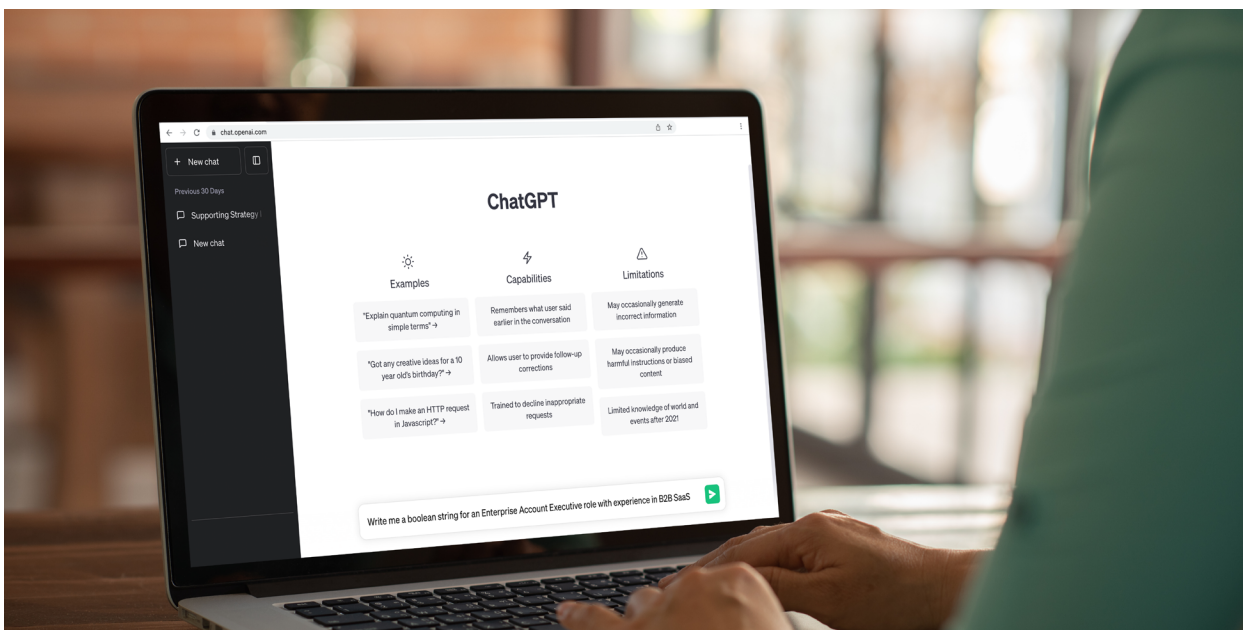 chat.openai.com
+ New chat
Previous 30 Days
Supporting Strategy
New chat
ChatGPT
Examples
"Explain quantum computing in
simple terms" →
"Got any creative ideas for a 10
year old's birthday?" →
"How do I make an HTTP request
in Javascript?" →
Capabilities
Remembers what user said
earlier in the conversation
Allows user to provide follow-up
corrections
Trained to decline inappropriate
requests
Limitations
May occasionally generate
incorrect information
May occasionally produce
harmful instructions or biased
content
Limited knowledge of world and
events after 2021
Write me a boolean string for an Enterprise Account Executive role with experience in B2B SaaS